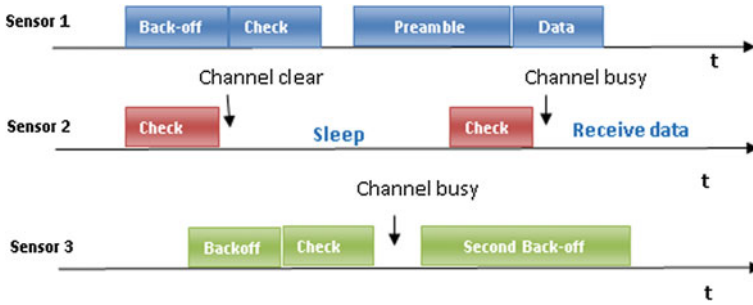 Sensor 1
Back-off Check Preamble Data
t
Channel clear Channel busy
Sensor 2
Check Sleep Check Receive data
t
Channel busy
Sensor 3
Backoff Check Second Back-off
t